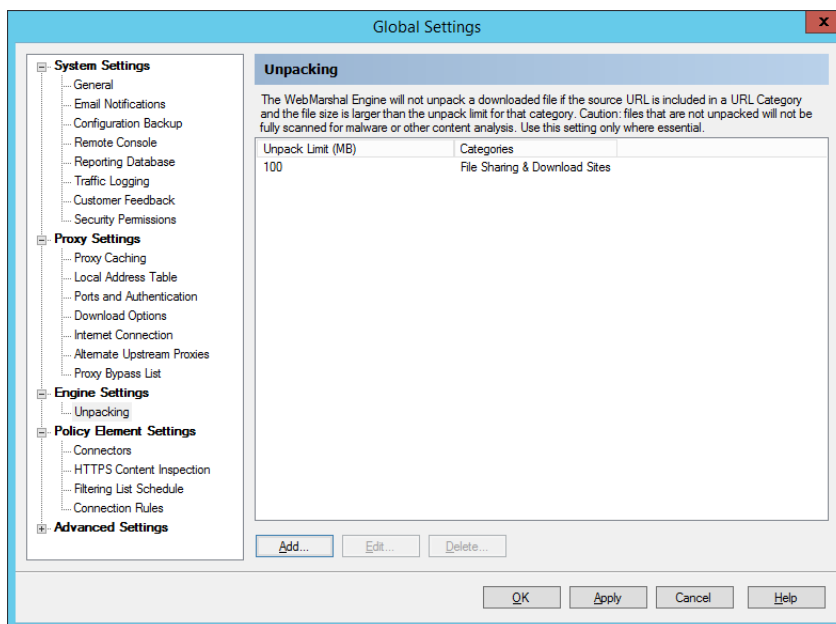 Global Settings
x
System Settings
General
Email Notifications
Configuration Backup
Remote Console
Reporting Database
Traffic Logging
Customer Feedback
Security Permissions
Proxy Settings
Proxy Caching
Local Address Table
Ports and Authentication
Download Options
Internet Connection
Alternate Upstream Proxies
Proxy Bypass List
Engine Settings
Unpacking
Policy Element Settings
Connectors
HTTPS Content Inspection
Filtering List Schedule
Connection Rules
Advanced Settings
Unpacking
The WebMarshal Engine will not unpack a downloaded file if the source URL is included in a URL Category
and the file size is larger than the unpack limit for that category. Caution: files that are not unpacked will not be
fully scanned for malware or other content analysis. Use this setting only where essential.
Unpack Limit (MB) Categories
100 File Sharing & Download Sites
Add... Edit... Delete...
OK Apply Cancel Help